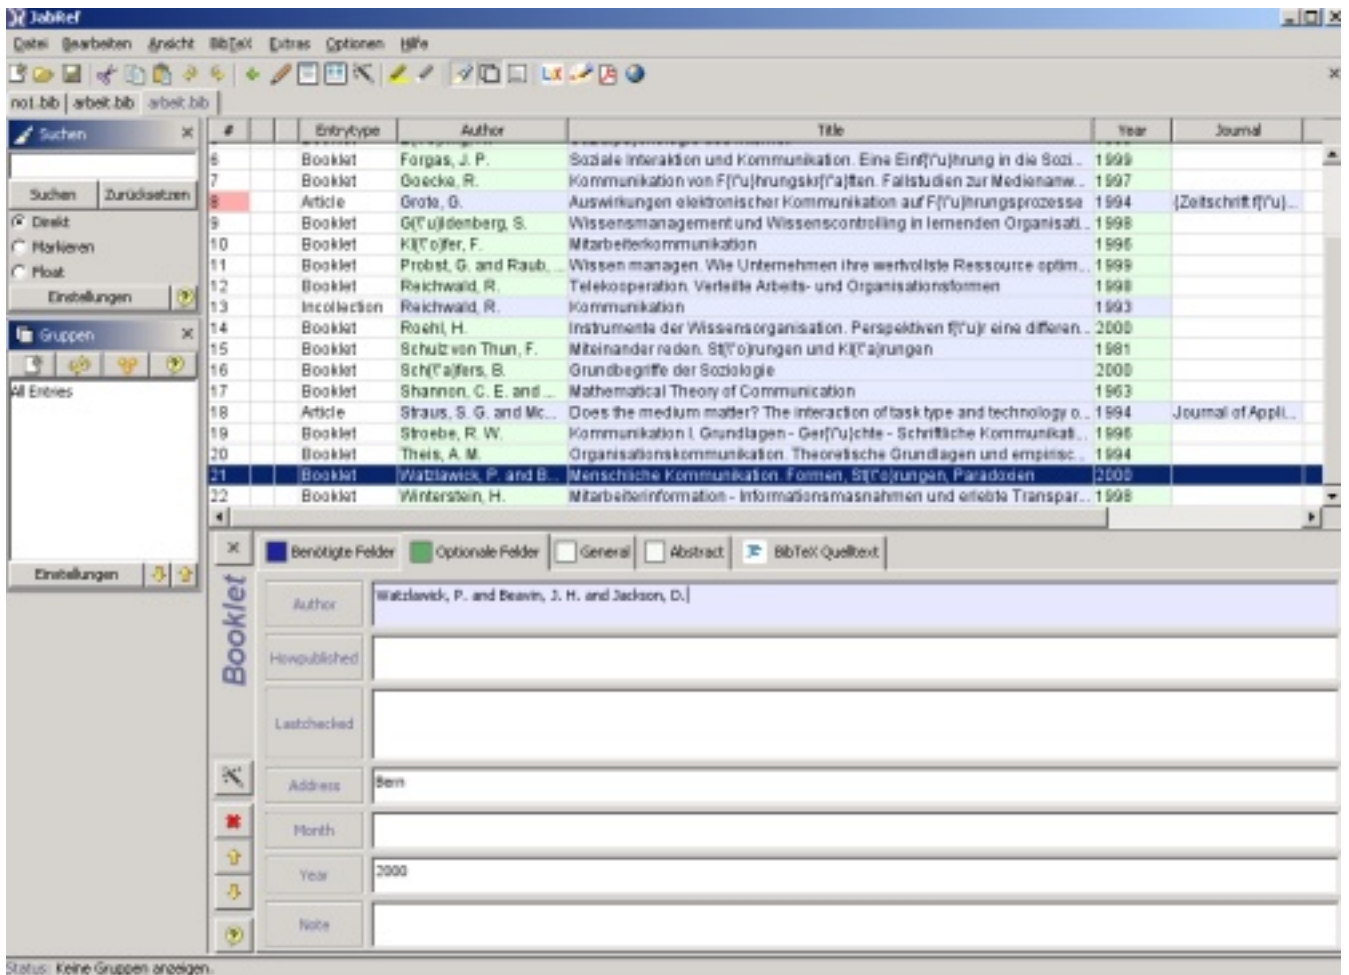 JabRef
Datei Bearbeiten Ansicht BibTeX Extras Optionen Hilfe
no1.bib arbeit.bib arbeit.bib
Suchen
Suchen Zurücksetzen
Direkt
Markieren
Float
Einstellungen
Gruppen
All Entries
Einstellungen
# Entrytype Author Title Year Journal
6 Booklet Forgas, J. P. Soziale Interaktion und Kommunikation. Eine Einf{\"u}hrung in die Sozi... 1999
7 Booklet Goecke, R. Kommunikation von F{\"u}hrungskr{\"a}ften. Fallstudien zur Medienanw... 1997
8 Article Grote, G. Auswirkungen elektronischer Kommunikation auf F{\"u}hrungsprozesse 1994 {Zeitschrift f{\"u}...
9 Booklet G{\"u}ldenberg, S. Wissensmanagement und Wissenscontrolling in lernenden Organisati... 1998
10 Booklet Kl{\"o}fer, F. Mitarbeiterkommunikation 1996
11 Booklet Probst, G. and Raub, ... Wissen managen. Wie Unternehmen ihre wertvollste Ressource optim... 1999
12 Booklet Reichwald, R. Telekooperation. Verteilte Arbeits- und Organisationsformen 1998
13 Incollection Reichwald, R. Kommunikation 1993
14 Booklet Roehl, H. Instrumente der Wissensorganisation. Perspektiven f{\"u}r eine differen... 2000
15 Booklet Schulz von Thun, F. Miteinander reden. St{\"o}rungen und Kl{\"a}rungen 1981
16 Booklet Sch{\"a}fers, B. Grundbegriffe der Soziologie 2000
17 Booklet Shannon, C. E. and ... Mathematical Theory of Communication 1963
18 Article Straus, S. G. and Mc... Does the medium matter? The interaction of task type and technology o... 1994 Journal of Appli...
19 Booklet Stroebe, R. W. Kommunikation I. Grundlagen - Ger{\"u}chte - Schriftliche Kommunikati... 1996
20 Booklet Theis, A. M. Organisationskommunikation. Theoretische Grundlagen und empirisc... 1994
21 Booklet Watzlawick, P. and B... Menschliche Kommunikation. Formen, St{\"o}rungen, Paradoxien 2000
22 Booklet Winterstein, H. Mitarbeiterinformation - Informationsmasnahmen und erlebte Transpar... 1998
Benötigte Felder Optionale Felder General Abstract BibTeX Quelltext
Booklet
Author Watzlawick, P. and Beavin, J. H. and Jackson, D.
Howpublished
Lastchecked
Address Bern
Month
Year 2000
Note
Status: Keine Gruppen anzeigen.